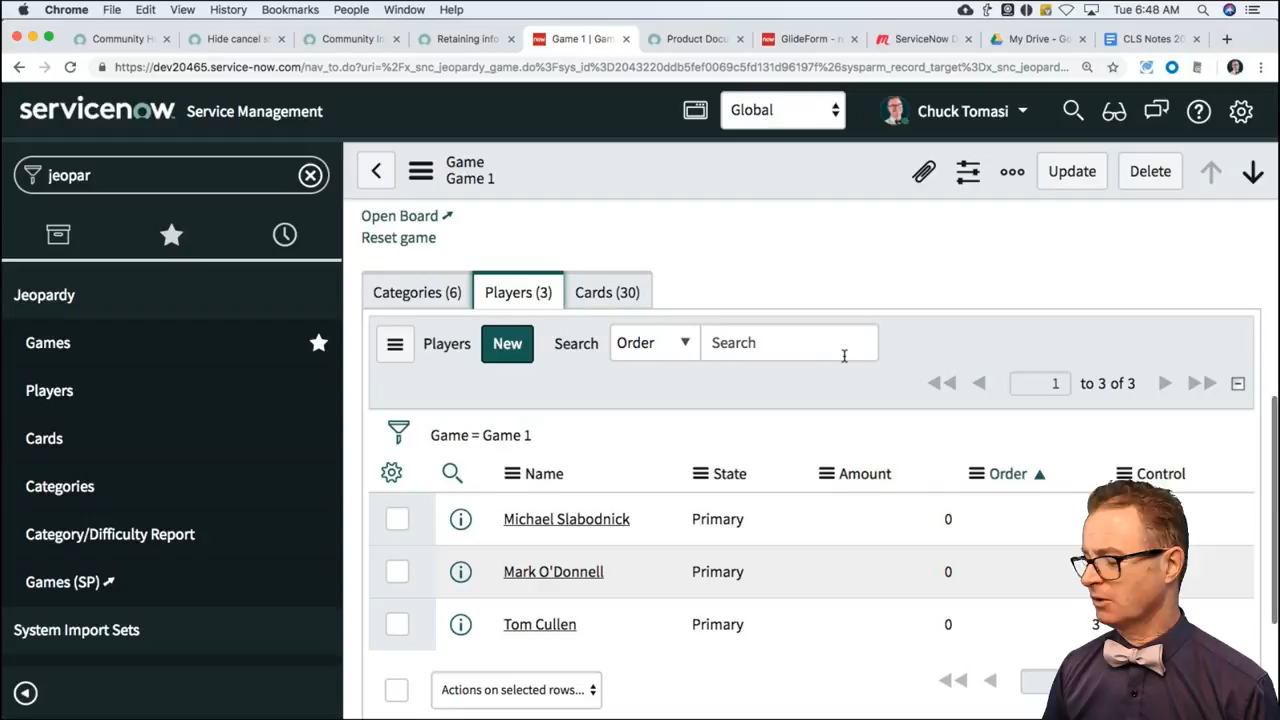 Chrome File Edit View History Bookmarks People Window Help Tue 6:48 AM
Community H Hide cancel s Community In Retaining info Game 1 | Gam Product Docu GlideForm - n ServiceNow D My Drive - Go CLS Notes 20
https://dev20465.service-now.com/nav_to.do?uri=%2Fx_snc_jeopardy_game.do%3Fsys_id%3D2043220ddb5fef0069c5fd131d96197f%26sysparm_record_target%3Dx_snc_jeopard...
servicenow Service Management Global Chuck Tomasi
jeopar
Game
Game 1
Update Delete
Open Board
Reset game
Jeopardy
Games
Players
Cards
Categories
Category/Difficulty Report
Games (SP)
System Import Sets
Categories (6) Players (3) Cards (30)
Players New Search Order Search
1 to 3 of 3
Game = Game 1
Name State Amount Order Control
Michael Slabodnick Primary 0
Mark O'Donnell Primary 0
Tom Cullen Primary 0 3
Actions on selected rows...